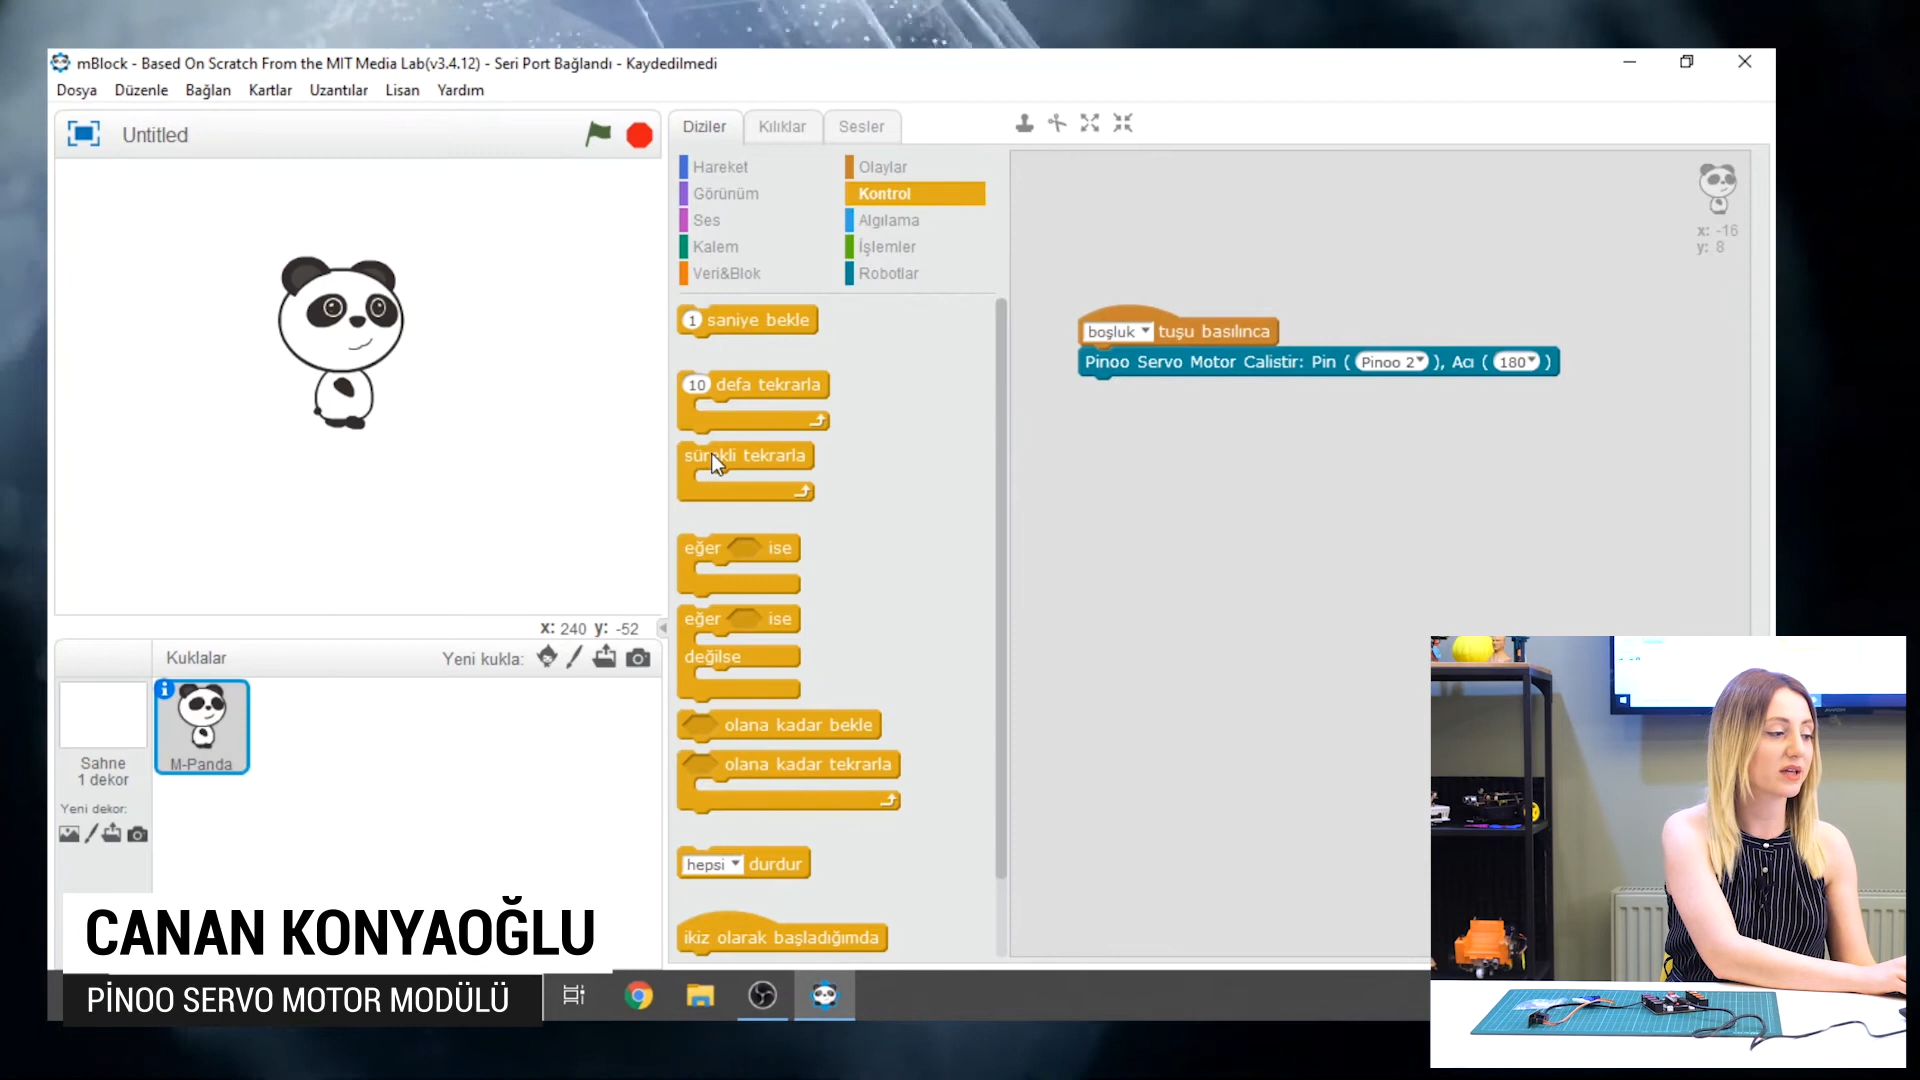 mBlock - Based On Scratch From the MIT Media Lab(v3.4.12) - Seri Port Bağlandı - Kaydedilmedi
Dosya Düzenle Bağlan Kartlar Uzantılar Lisan Yardım
Untitled
x: 240 y: -52
Kuklalar
Yeni kukla:
Sahne
1 dekor
Yeni dekor:
M-Panda
Diziler Kılıklar Sesler
Hareket Olaylar
Görünüm Kontrol
Ses Algılama
Kalem İşlemler
Veri&Blok Robotlar
1 saniye bekle
10 defa tekrarla
sürekli tekrarla
eğer ise
eğer ise
değilse
olana kadar bekle
olana kadar tekrarla
hepsi durdur
ikiz olarak başladığımda
boşluk tuşu basılınca
Pinoo Servo Motor Calistir: Pin ( Pinoo 2 ), Acı ( 180 )
x: -16
y: 8
CANAN KONYAOĞLU
PİNOO SERVO MOTOR MODÜLÜ